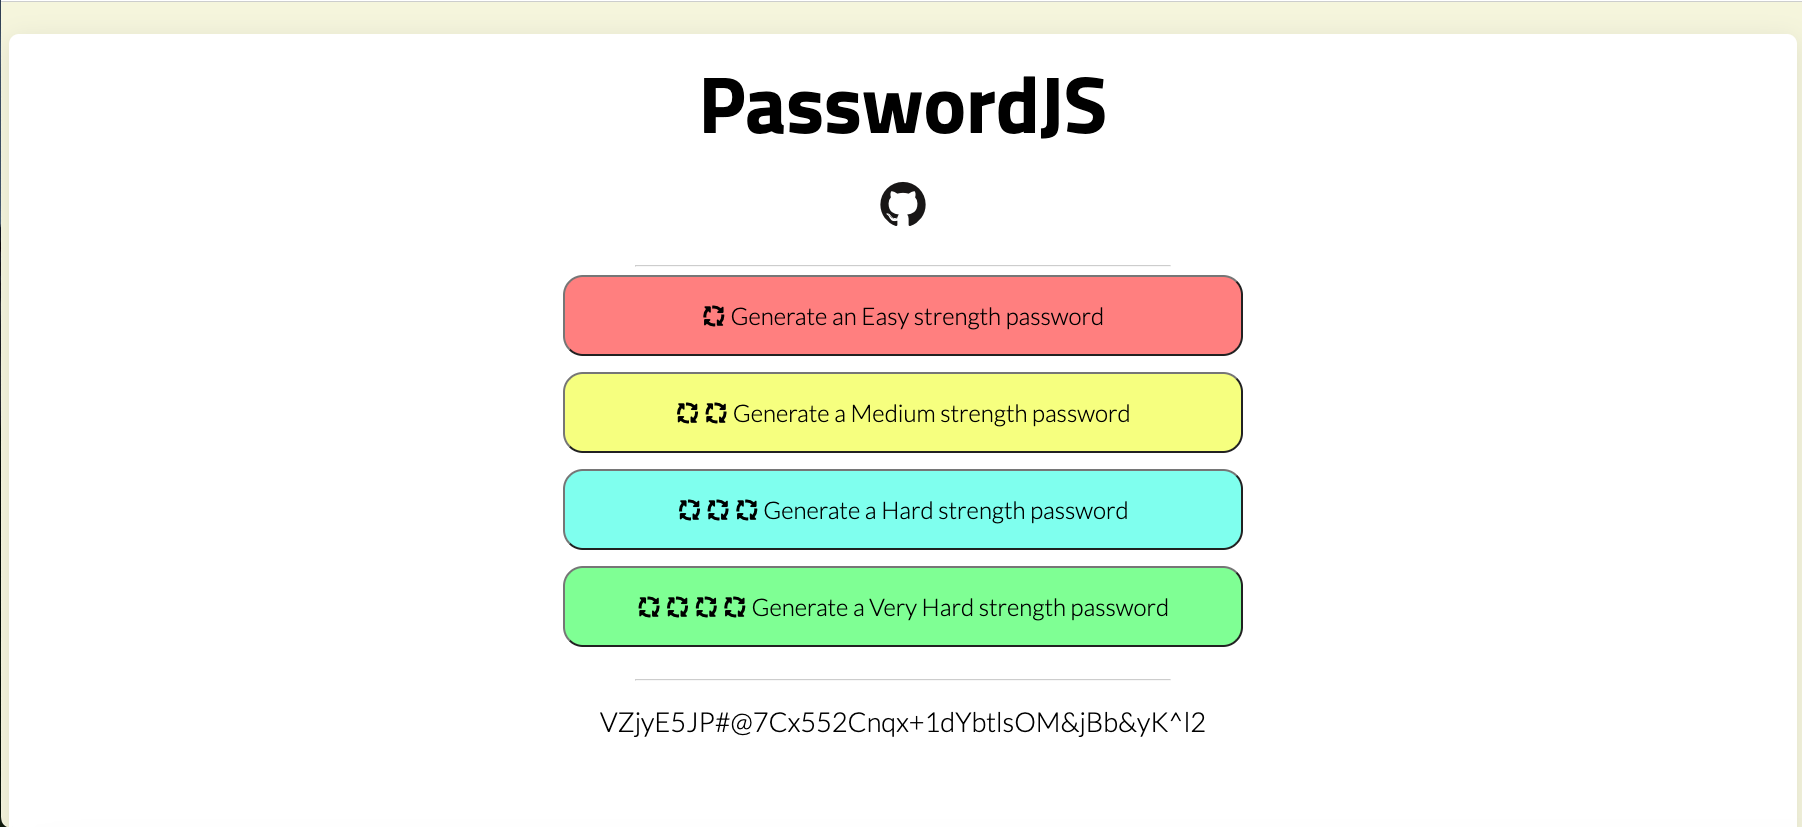 PasswordJS
Generate an Easy strength password
Generate a Medium strength password
Generate a Hard strength password
Generate a Very Hard strength password
VZjyE5JP#@7Cx552Cnqx+1dYbtlsOM&jBb&yK^l2